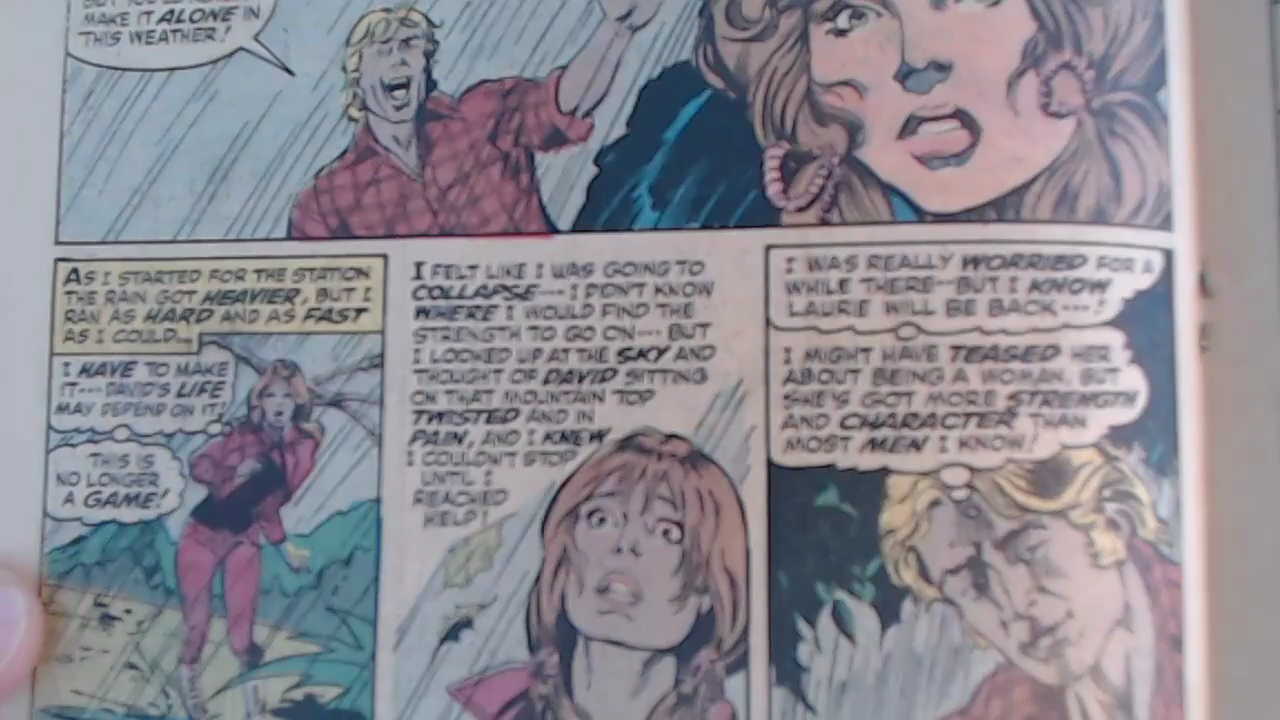 MAKE IT ALONE IN
THIS WEATHER!
AS I STARTED FOR THE STATION
THE RAIN GOT HEAVIER, BUT I
RAN AS HARD AND AS FAST
AS I COULD...
I HAVE TO MAKE
IT--- DAVID'S LIFE
MAY DEPEND ON IT!
THIS IS
NO LONGER
A GAME!
I FELT LIKE I WAS GOING TO
COLLAPSE--- I DIDN'T KNOW
WHERE I WOULD FIND THE
STRENGTH TO GO ON--- BUT
I LOOKED UP AT THE SKY AND
THOUGHT OF DAVID SITTING
ON THAT MOUNTAIN TOP
TWISTED AND IN
PAIN, AND I KNEW
I COULDN'T STOP
UNTIL I
REACHED
HELP!
I WAS REALLY WORRIED FOR A
WHILE THERE--BUT I KNOW
LAURIE WILL BE BACK---!
I MIGHT HAVE TEASED HER
ABOUT BEING A WOMAN, BUT
SHE'S GOT MORE STRENGTH
AND CHARACTER THAN
MOST MEN I KNOW!